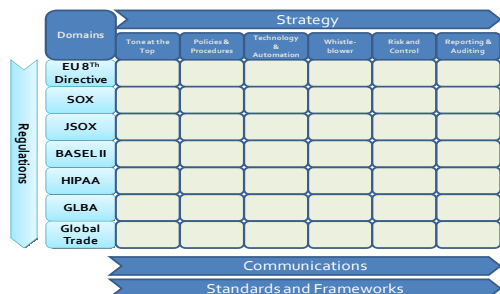 Strategy
Domains
Tone at the
Top
Policies &
Procedures
Technology
&
Automation
Whistle-
blower
Risk and
Control
Reporting &
Auditing
Regulations
EU 8Th
Directive
SOX
JSOX
BASEL II
HIPAA
GLBA
Global
Trade
Communications
Standards and Frameworks